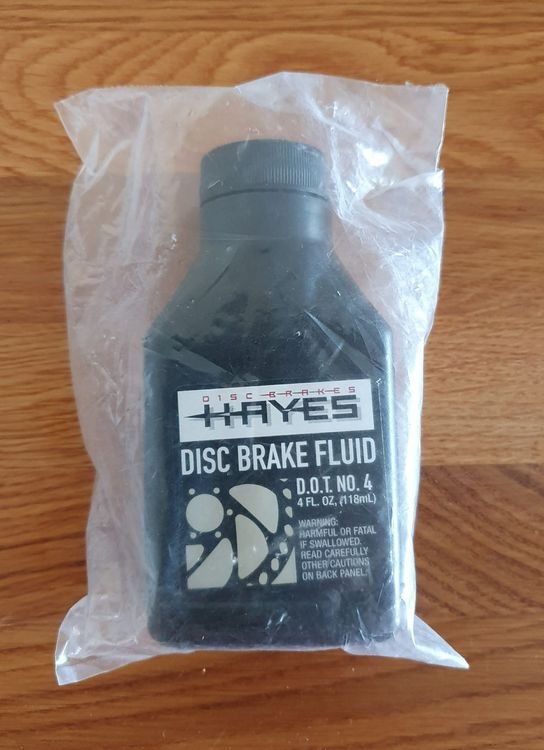 DISC BRAKES
HAYES
DISC BRAKE FLUID
D.O.T. NO. 4
4 FL. OZ, (118mL)
WARNING:
HARMFUL OR FATAL
IF SWALLOWED.
READ CAREFULLY
OTHER CAUTIONS
ON BACK PANEL.